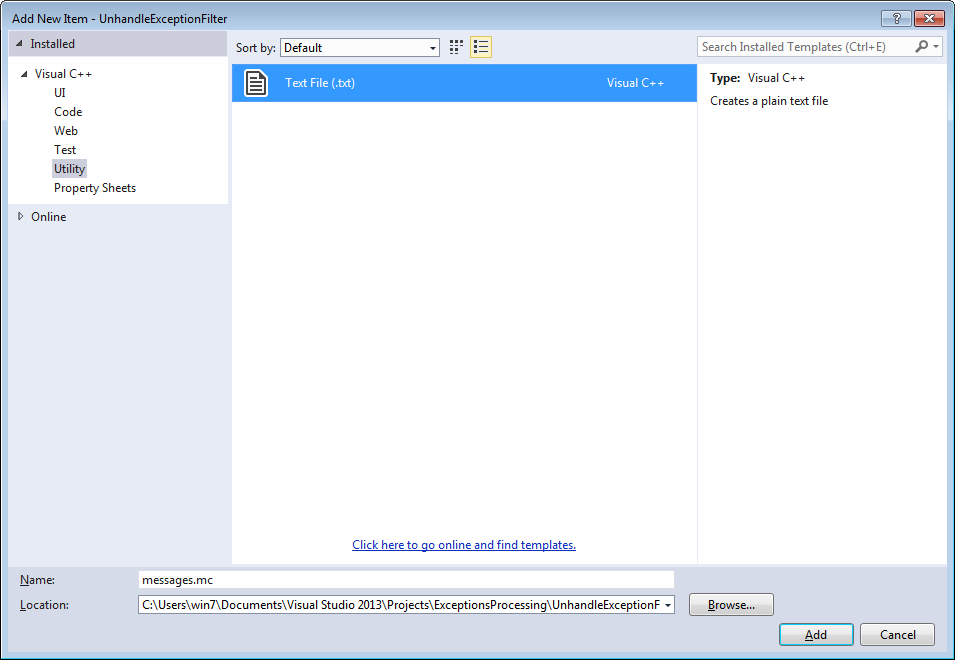 Add New Item - UnhandleExceptionFilter
?
Installed
Sort by: Default
Search Installed Templates (Ctrl+E)
Visual C++
UI
Code
Web
Test
Utility
Property Sheets
Online
Text File (.txt) Visual C++
Type: Visual C++
Creates a plain text file
Click here to go online and find templates.
Name: messages.mc
Location: C:\Users\win7\Documents\Visual Studio 2013\Projects\ExceptionsProcessing\UnhandleExceptionF
Browse...
Add Cancel